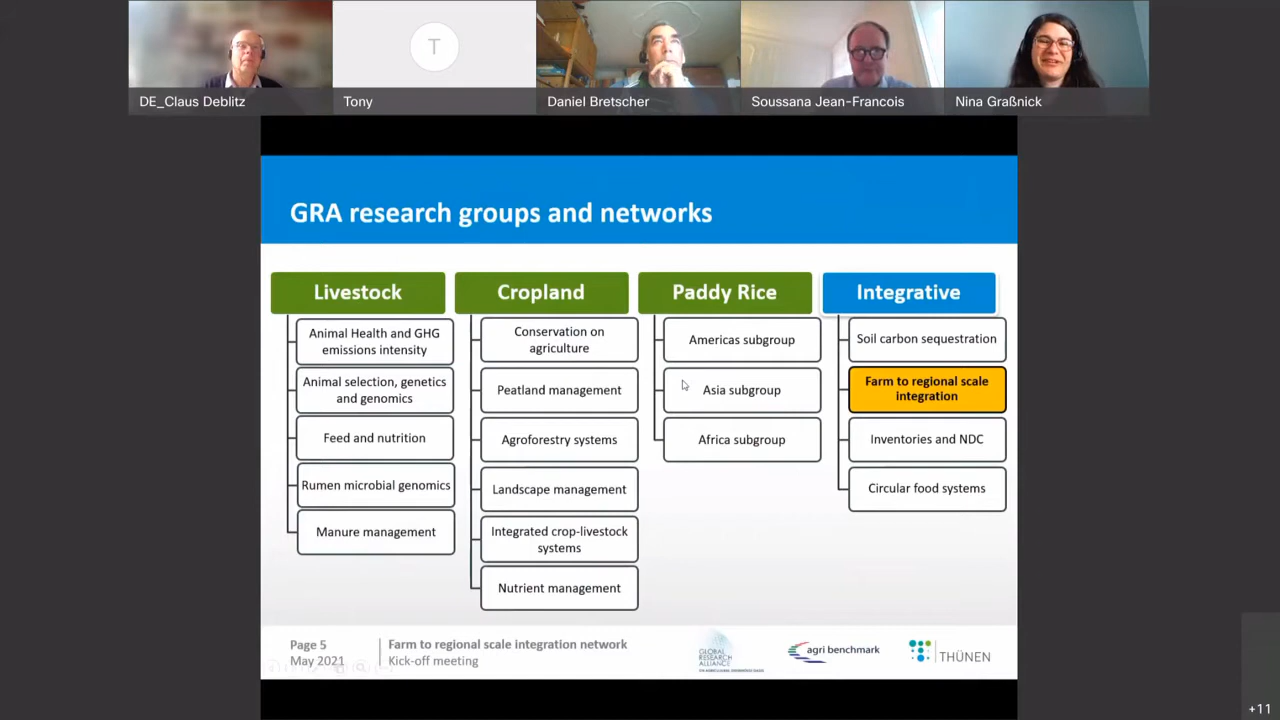 DE_Claus Deblitz
T
Tony
Daniel Bretscher
Soussana Jean-Francois
Nina Graßnick
GRA research groups and networks
Livestock
Animal Health and GHG
emissions intensity
Animal selection, genetics
and genomics
Feed and nutrition
Rumen microbial genomics
Manure management
Cropland
Conservation on
agriculture
Peatland management
Agroforestry systems
Landscape management
Integrated crop-livestock
systems
Nutrient management
Paddy Rice
Americas subgroup
Asia subgroup
Africa subgroup
Integrative
Soil carbon sequestration
Farm to regional scale
integration
Inventories and NDC
Circular food systems
Page 5
May 2021
Farm to regional scale integration network
Kick-off meeting
GLOBAL
RESEARCH
ALLIANCE
agri benchmark
THÜNEN
+11